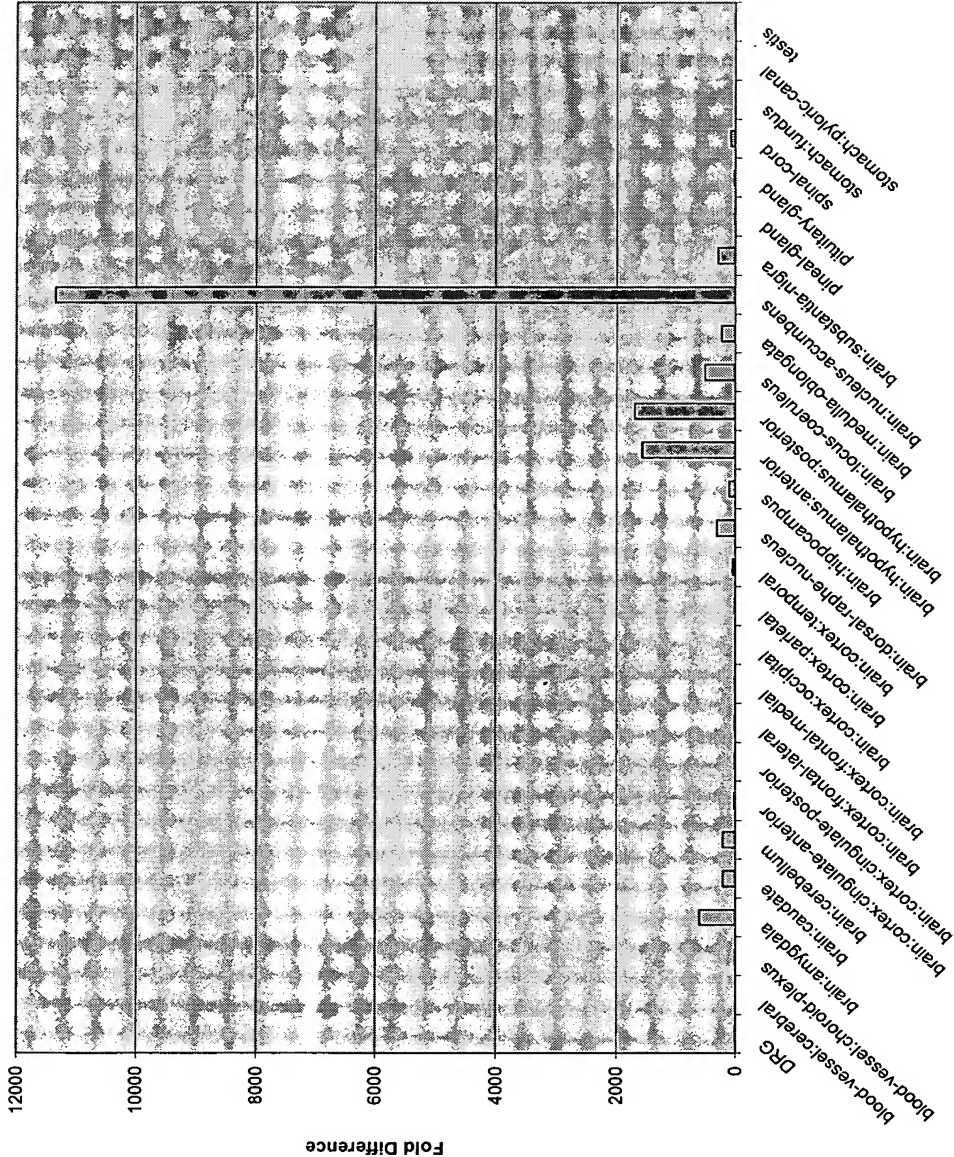 12000
10000
8000
6000
4000
2000
0
Fold Difference
blood-vessel:cerebral
blood-vessel:choroid-plexus
DRG
brain:amygdala
brain:caudate
brain:cerebellum
brain:cortex:cingulate-anterior
brain:cortex:cingulate-posterior
brain:cortex:frontal-lateral
brain:cortex:frontal-medial
brain:cortex:occipital
brain:cortex:parietal
brain:cortex:temporal
brain:dorsal-raphe-nucleus
brain:hippocampus
brain:hypothalamus:anterior
brain:hypothalamus:posterior
brain:locus-coeruleus
brain:medulla-oblongata
brain:nucleus-accumbens
brain:substantia-nigra
pineal-gland
pituitary-gland
spinal-cord
stomach:fundus
stomach:pyloric-canal
testis